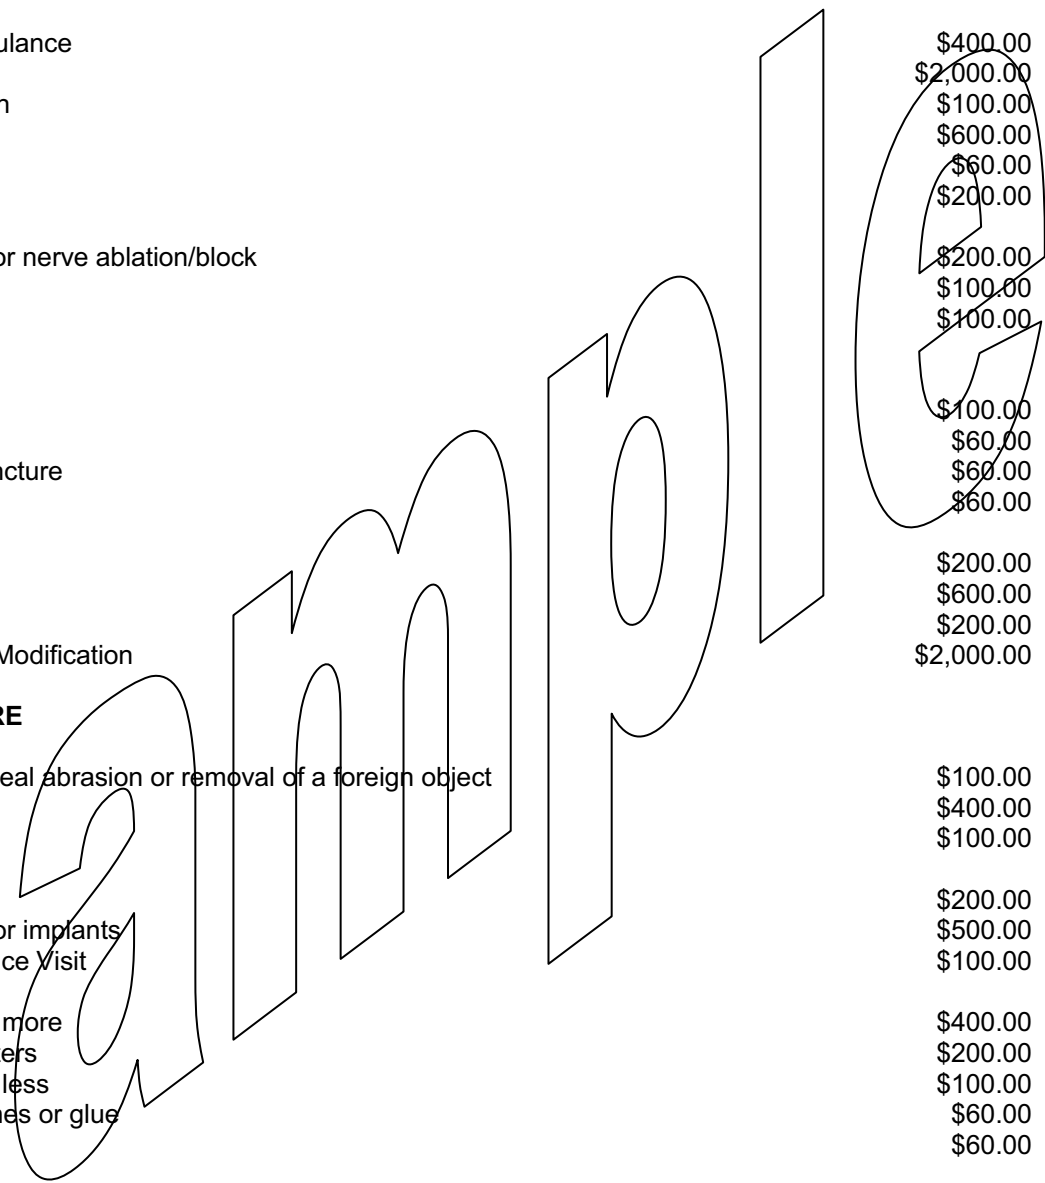 ulance $400.00
$2,000.00
n $100.00
$600.00
$60.00
$200.00
or nerve ablation/block $200.00
$100.00
$100.00
$100.00
$60.00
ncture $60.00
$60.00
$200.00
$600.00
$200.00
Modification $2,000.00
RE
eal abrasion or removal of a foreign object $100.00
$400.00
$100.00
$200.00
or implants $500.00
ce Visit $100.00
more $400.00
ters $200.00
less $100.00
hes or glue $60.00
$60.00
ample